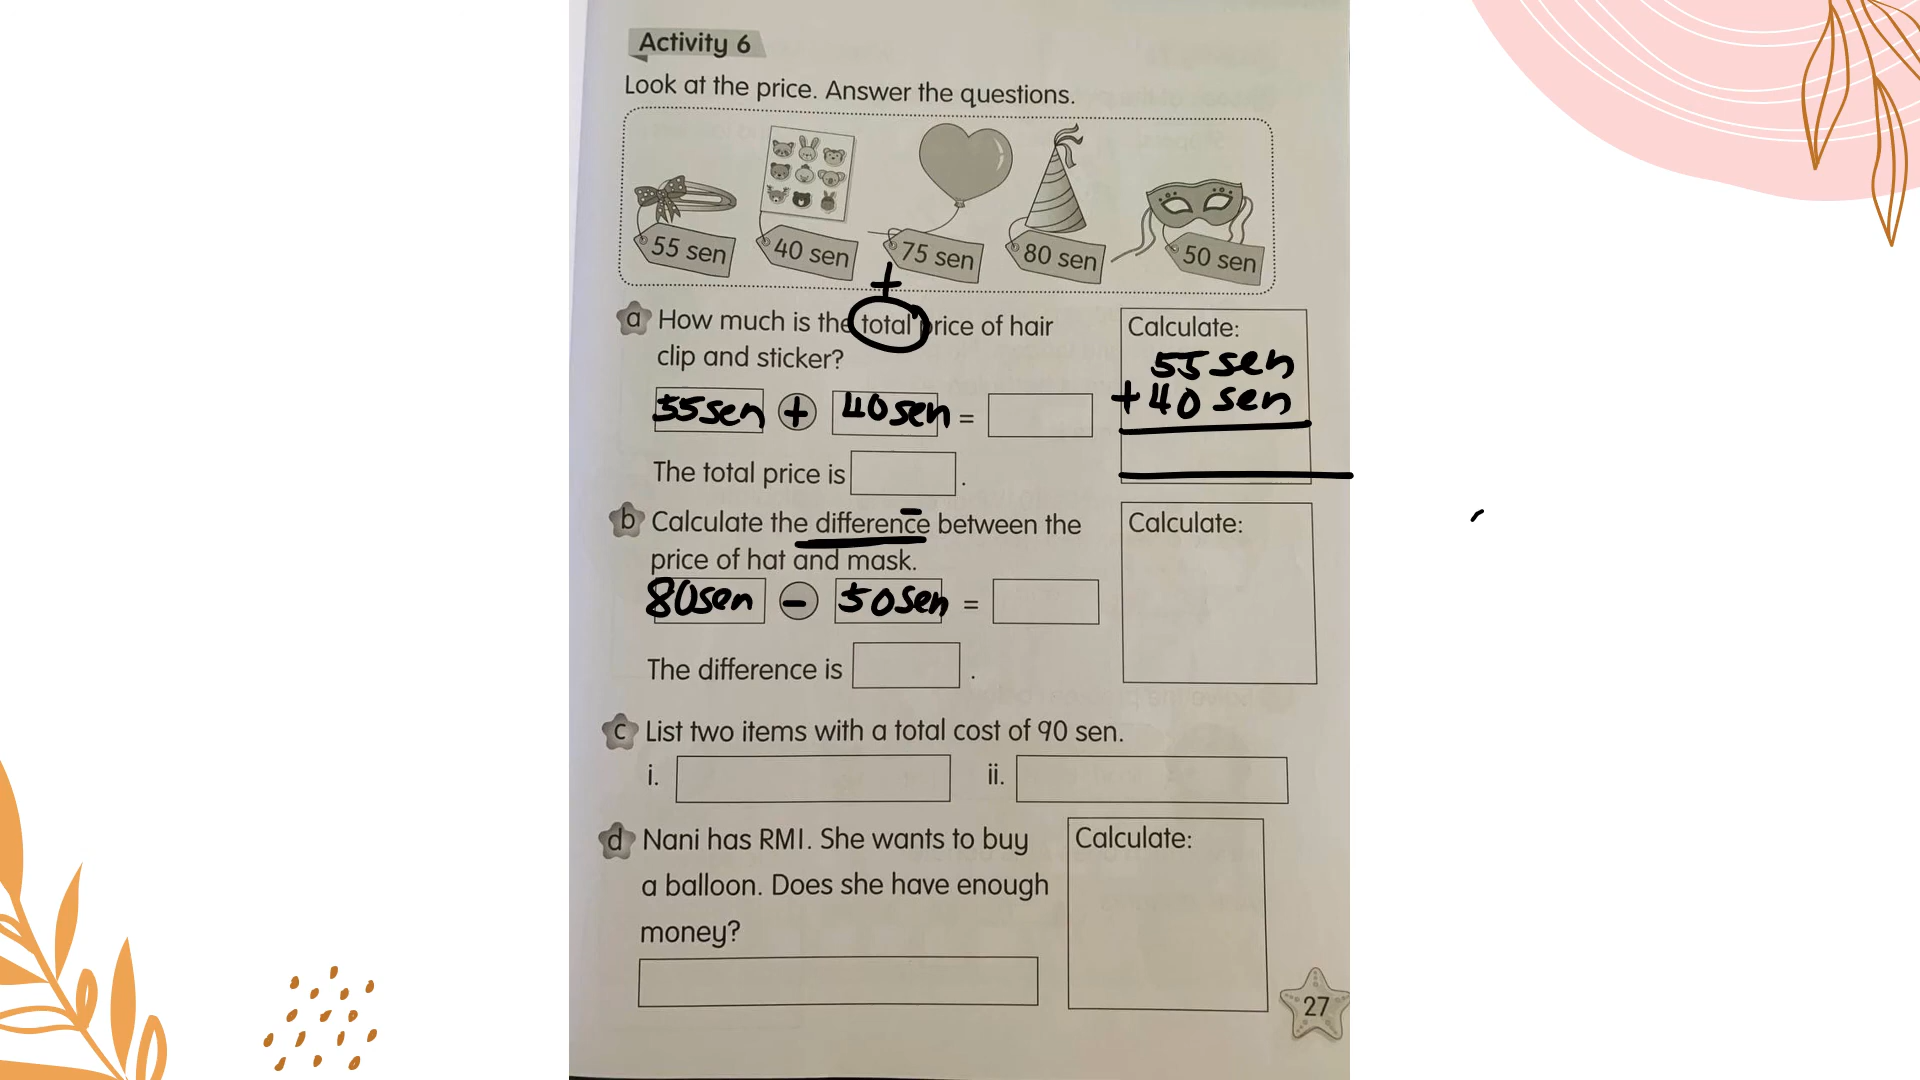 Activity 6
Look at the price. Answer the questions.
55 sen 40 sen 75 sen 80 sen 50 sen
+
a How much is the total price of hair
clip and sticker?
55sen + 40sen =
The total price is .
Calculate:
55 sen
+40 sen
-
b Calculate the difference between the
price of hat and mask.
80sen - 50sen =
The difference is .
Calculate:
c List two items with a total cost of 90 sen.
i. ii.
d Nani has RM1. She wants to buy
a balloon. Does she have enough
money?
Calculate:
27